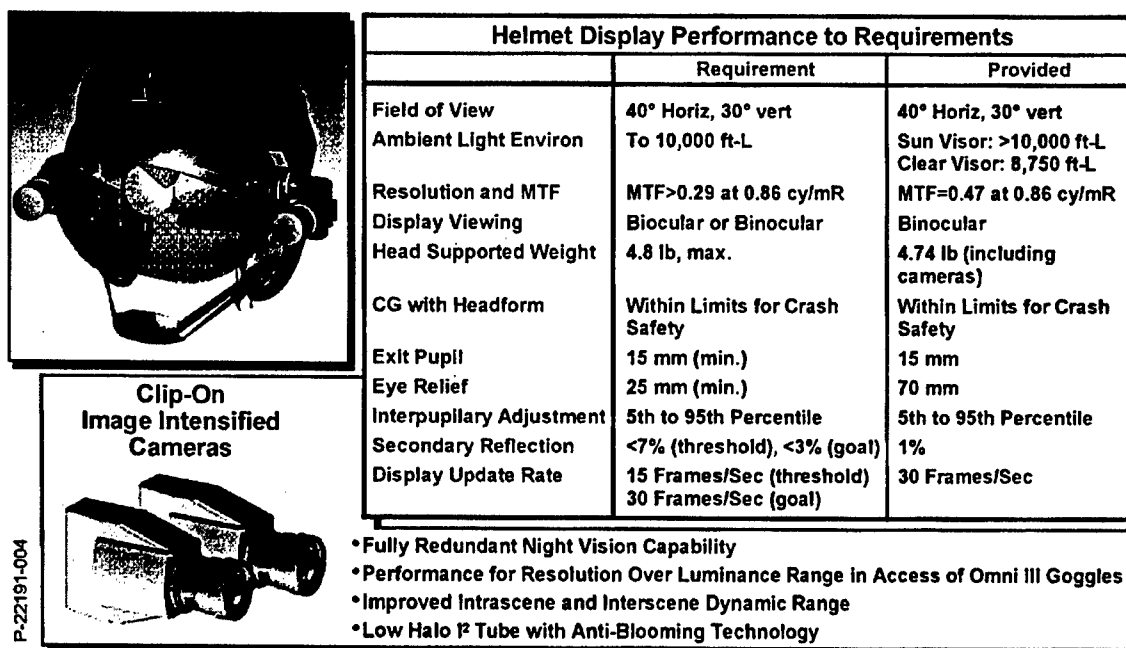 Helmet Display Performance to Requirements
Requirement Provided
Field of View 40° Horiz, 30° vert 40° Horiz, 30° vert
Ambient Light Environ To 10,000 ft-L Sun Visor: >10,000 ft-L
Clear Visor: 8,750 ft-L
Resolution and MTF MTF>0.29 at 0.86 cy/mR MTF=0.47 at 0.86 cy/mR
Display Viewing Biocular or Binocular Binocular
Head Supported Weight 4.8 lb, max. 4.74 lb (including
cameras)
CG with Headform Within Limits for Crash Within Limits for Crash
Safety Safety
Exit Pupil 15 mm (min.) 15 mm
Eye Relief 25 mm (min.) 70 mm
Interpupilary Adjustment 5th to 95th Percentile 5th to 95th Percentile
Secondary Reflection <7% (threshold), <3% (goal) 1%
Display Update Rate 15 Frames/Sec (threshold) 30 Frames/Sec
30 Frames/Sec (goal)
Clip-On
Image Intensified
Cameras
•Fully Redundant Night Vision Capability
•Performance for Resolution Over Luminance Range in Access of Omni III Goggles
•Improved Intrascene and Interscene Dynamic Range
•Low Halo I² Tube with Anti-Blooming Technology
P-22191-004